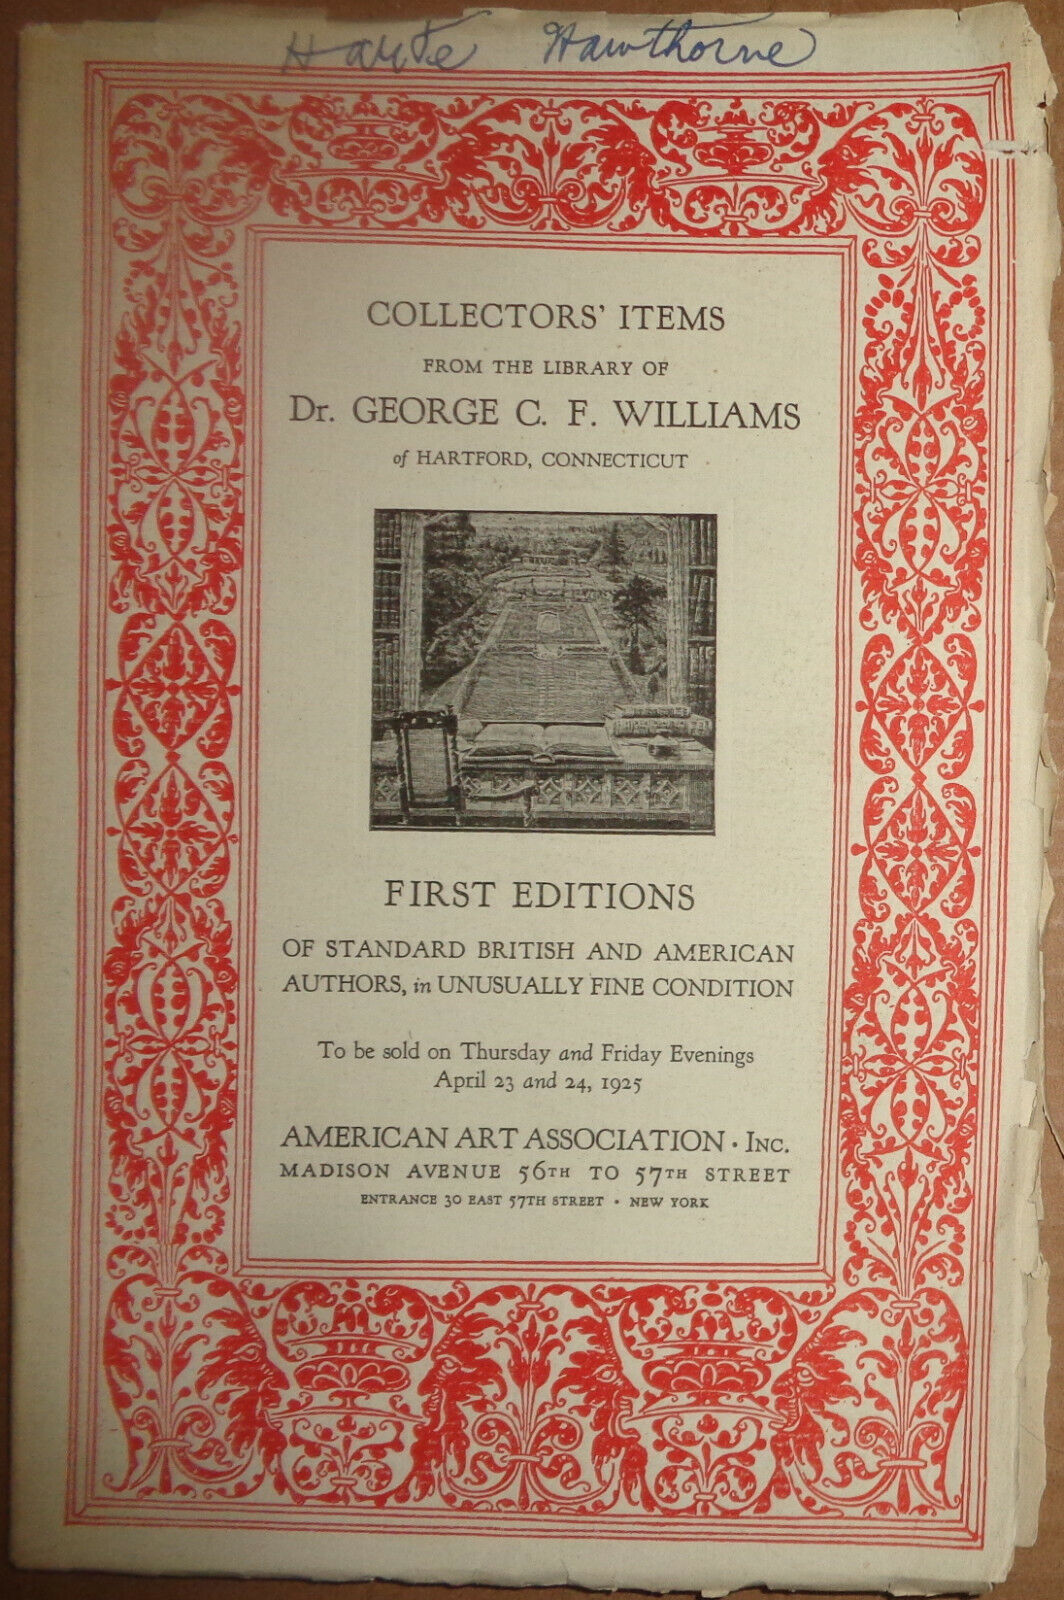 Hawthorne
COLLECTORS' ITEMS
FROM THE LIBRARY OF
Dr. GEORGE C. F. WILLIAMS
of HARTFORD, CONNECTICUT
FIRST EDITIONS
OF STANDARD BRITISH AND AMERICAN
AUTHORS, in UNUSUALLY FINE CONDITION
To be sold on Thursday and Friday Evenings
April 23 and 24, 1925
AMERICAN ART ASSOCIATION · INC.
MADISON AVENUE 56TH TO 57TH STREET
ENTRANCE 30 EAST 57TH STREET · NEW YORK